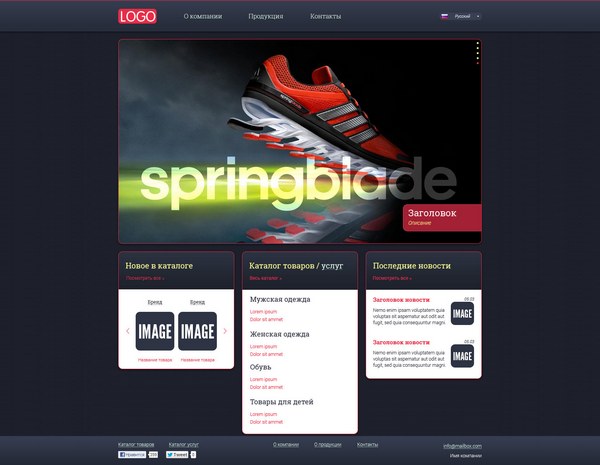 LOGO
О компании
Продукция
Контакты
Русский
springblade
Заголовок
Описание
Новое в каталоге
Посмотреть все
Бренд
Бренд
IMAGE
IMAGE
Название товара
Название товара
Каталог товаров / услуг
Весь каталог
Мужская одежда
Lorem ipsum
Dolor sit ammet
Женская одежда
Lorem ipsum
Dolor sit ammet
Обувь
Lorem ipsum
Dolor sit ammet
Товары для детей
Lorem ipsum
Dolor sit ammet
Последние новости
Посмотреть все
Заголовок новости
05.03
Nemo enim ipsam voluptatem quia
voluptas sit aspernatur aut odit aut
fugit, sed quia consequuntur magni
IMAGE
Заголовок новости
05.03
Nemo enim ipsam voluptatem quia
voluptas sit aspernatur aut odit aut
fugit, sed quia consequuntur magni
IMAGE
Каталог товаров
Каталог услуг
О компании
О продукции
Контакты
info@mailbox.com
Нравится
Tweet
Имя компании